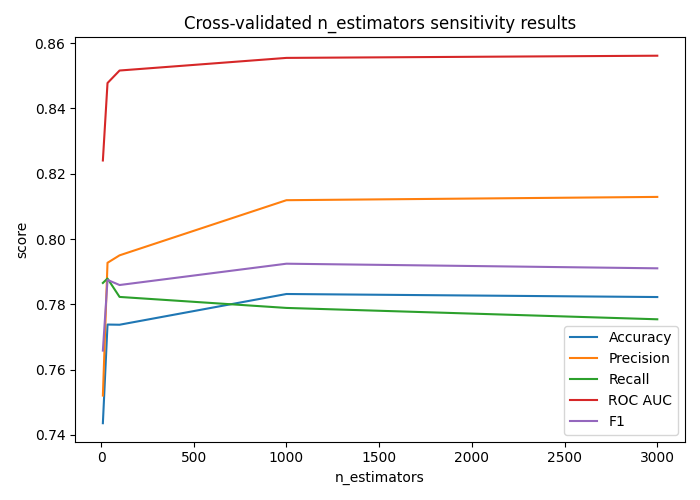 Cross-validated n_estimators sensitivity results
0.86
0.84
0.82
0.80
0.78
0.76
0.74
score
0 500 1000 1500 2000 2500 3000
n_estimators
Accuracy
Precision
Recall
ROC AUC
F1